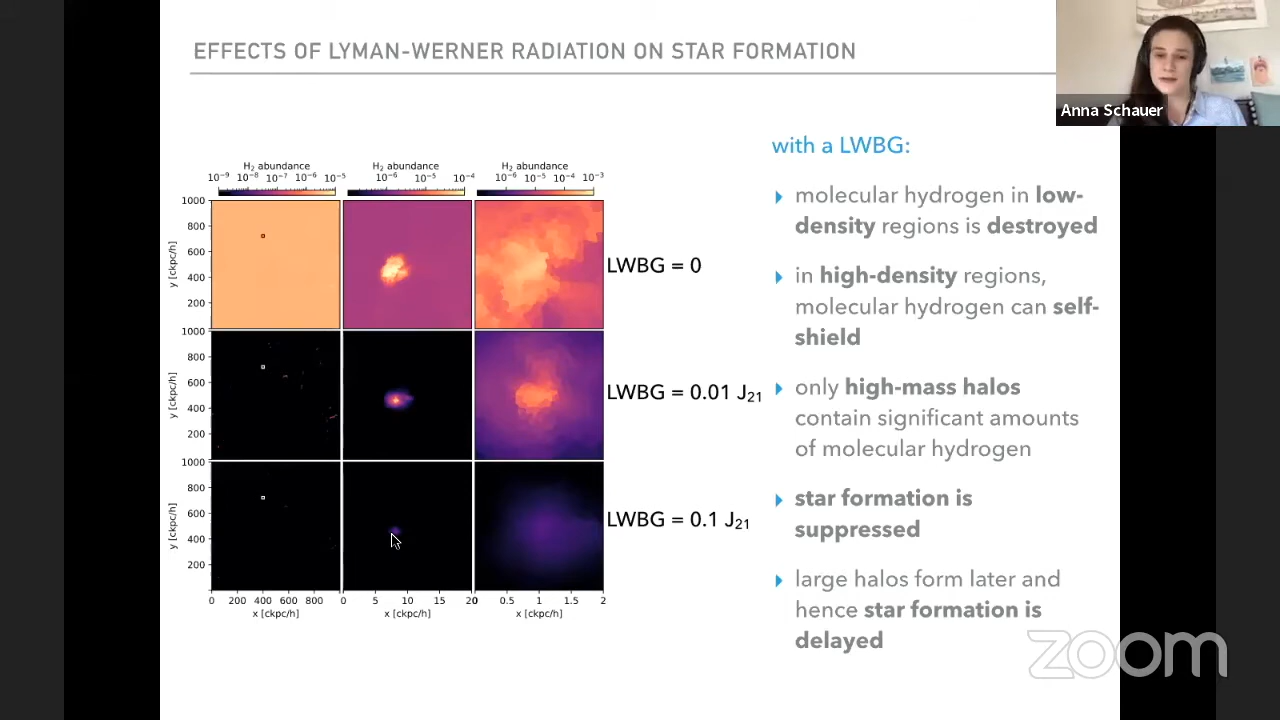 EFFECTS OF LYMAN-WERNER RADIATION ON STAR FORMATION
Anna Schauer
H₂ abundance
10⁻⁹ 10⁻⁸ 10⁻⁷ 10⁻⁶ 10⁻⁵
H₂ abundance
10⁻⁶ 10⁻⁵ 10⁻⁴
H₂ abundance
10⁻⁶ 10⁻⁵ 10⁻⁴ 10⁻³
1000
800
600
400
200
y [ckpc/h]
LWBG = 0
1000
800
600
400
200
y [ckpc/h]
LWBG = 0.01 J₂₁
1000
800
600
400
200
y [ckpc/h]
LWBG = 0.1 J₂₁
0 200 400 600 800
x [ckpc/h]
0 5 10 15 20
x [ckpc/h]
0 0.5 1 1.5 2
x [ckpc/h]
with a LWBG:
molecular hydrogen in low-
density regions is destroyed
in high-density regions,
molecular hydrogen can self-
shield
only high-mass halos
contain significant amounts
of molecular hydrogen
star formation is
suppressed
large halos form later and
hence star formation is
delayed
zoom